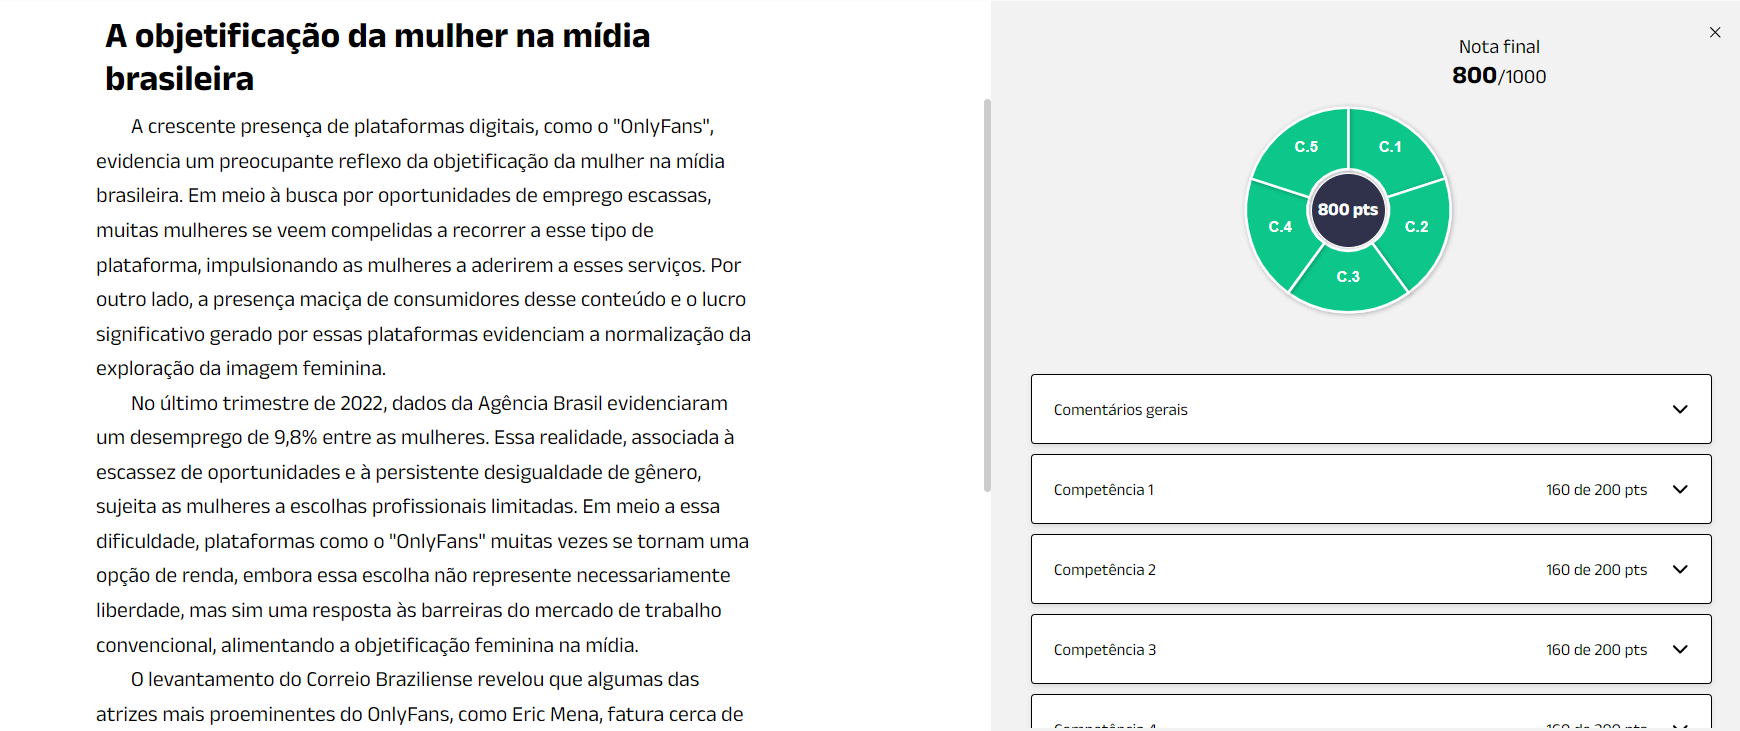 A objetificação da mulher na mídia
brasileira
A crescente presença de plataformas digitais, como o "OnlyFans",
evidencia um preocupante reflexo da objetificação da mulher na mídia
brasileira. Em meio à busca por oportunidades de emprego escassas,
muitas mulheres se veem compelidas a recorrer a esse tipo de
plataforma, impulsionando as mulheres a aderirem a esses serviços. Por
outro lado, a presença maciça de consumidores desse conteúdo e o lucro
significativo gerado por essas plataformas evidenciam a normalização da
exploração da imagem feminina.
No último trimestre de 2022, dados da Agência Brasil evidenciaram
um desemprego de 9,8% entre as mulheres. Essa realidade, associada à
escassez de oportunidades e à persistente desigualdade de gênero,
sujeita as mulheres a escolhas profissionais limitadas. Em meio a essa
dificuldade, plataformas como o "OnlyFans" muitas vezes se tornam uma
opção de renda, embora essa escolha não represente necessariamente
liberdade, mas sim uma resposta às barreiras do mercado de trabalho
convencional, alimentando a objetificação feminina na mídia.
O levantamento do Correio Braziliense revelou que algumas das
atrizes mais proeminentes do OnlyFans, como Eric Mena, fatura cerca de
Nota final
800/1000
C.5
C.1
800 pts
C.4
C.2
C.3
Comentários gerais
Competência 1 160 de 200 pts
Competência 2 160 de 200 pts
Competência 3 160 de 200 pts
Competência 4 160 de 200 pts